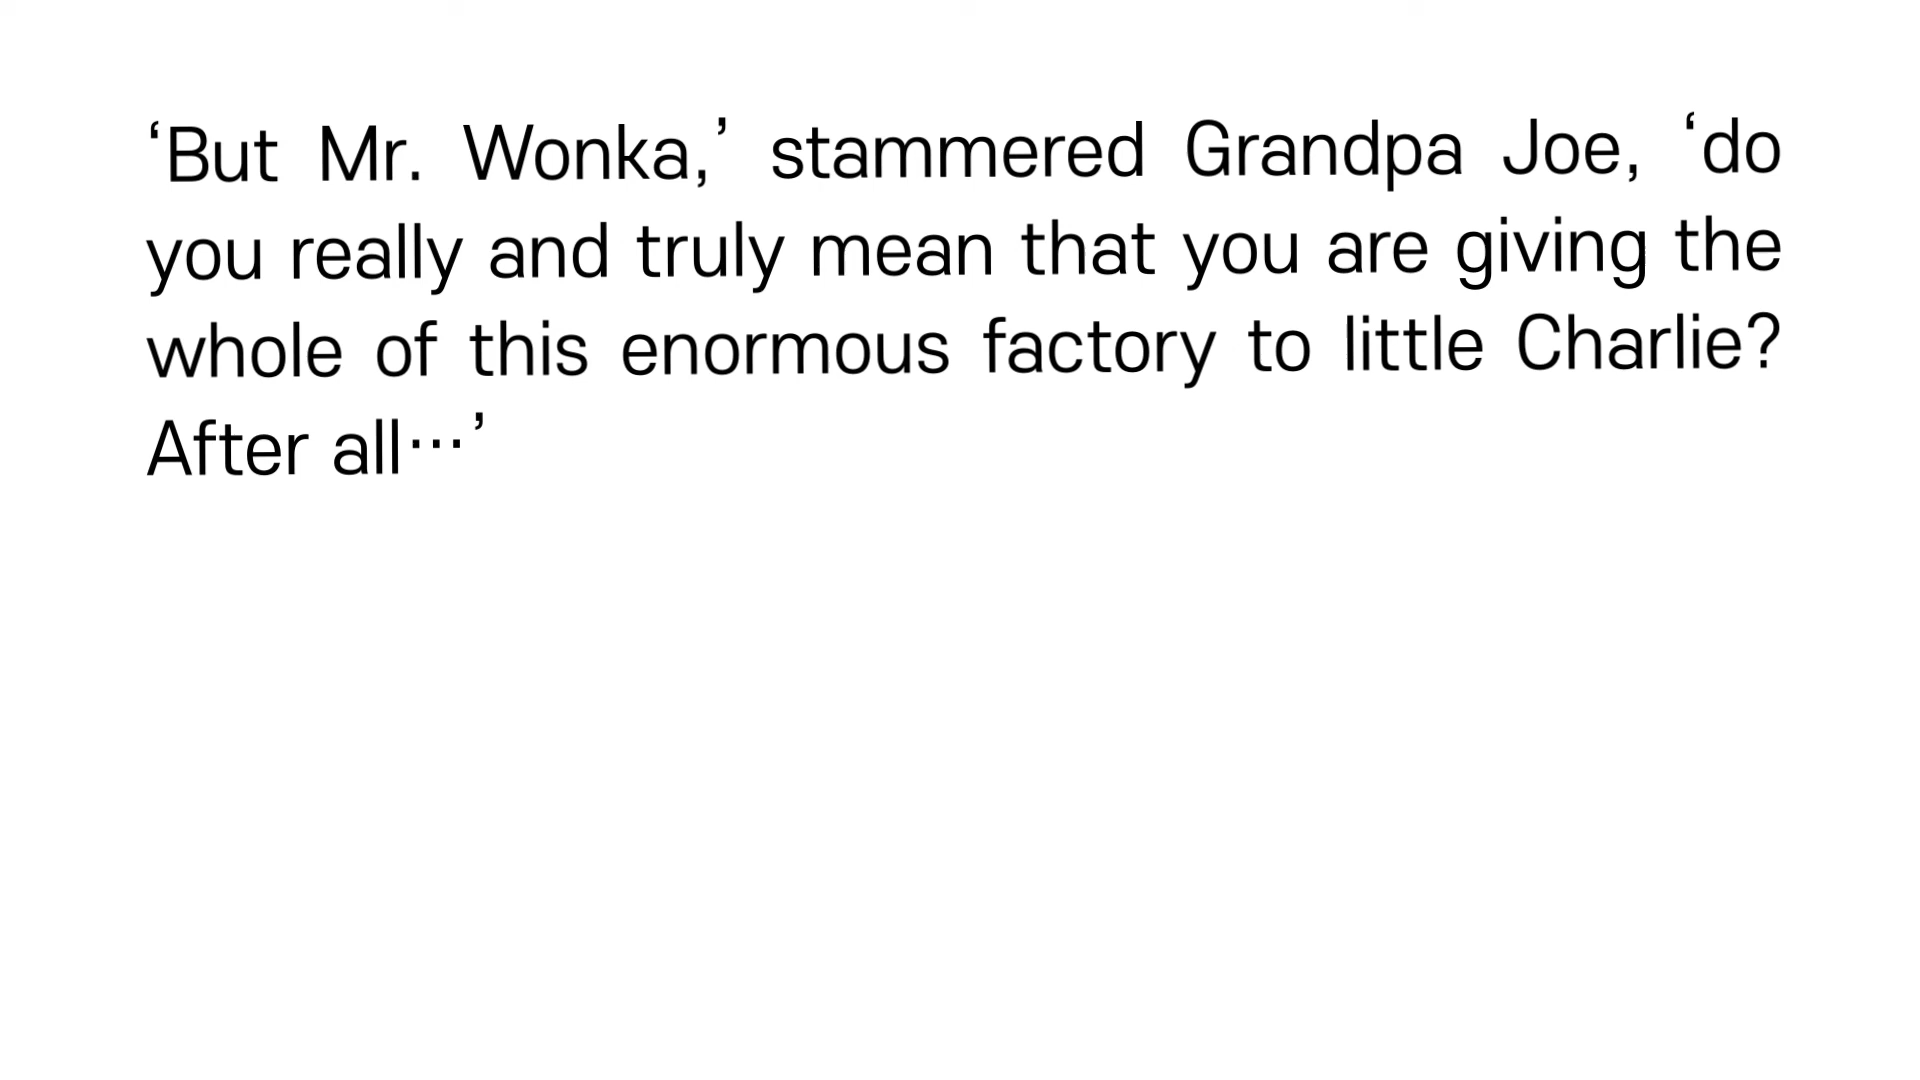 ‘But Mr. Wonka,’ stammered Grandpa Joe, ‘do
you really and truly mean that you are giving the
whole of this enormous factory to little Charlie?
After all···’